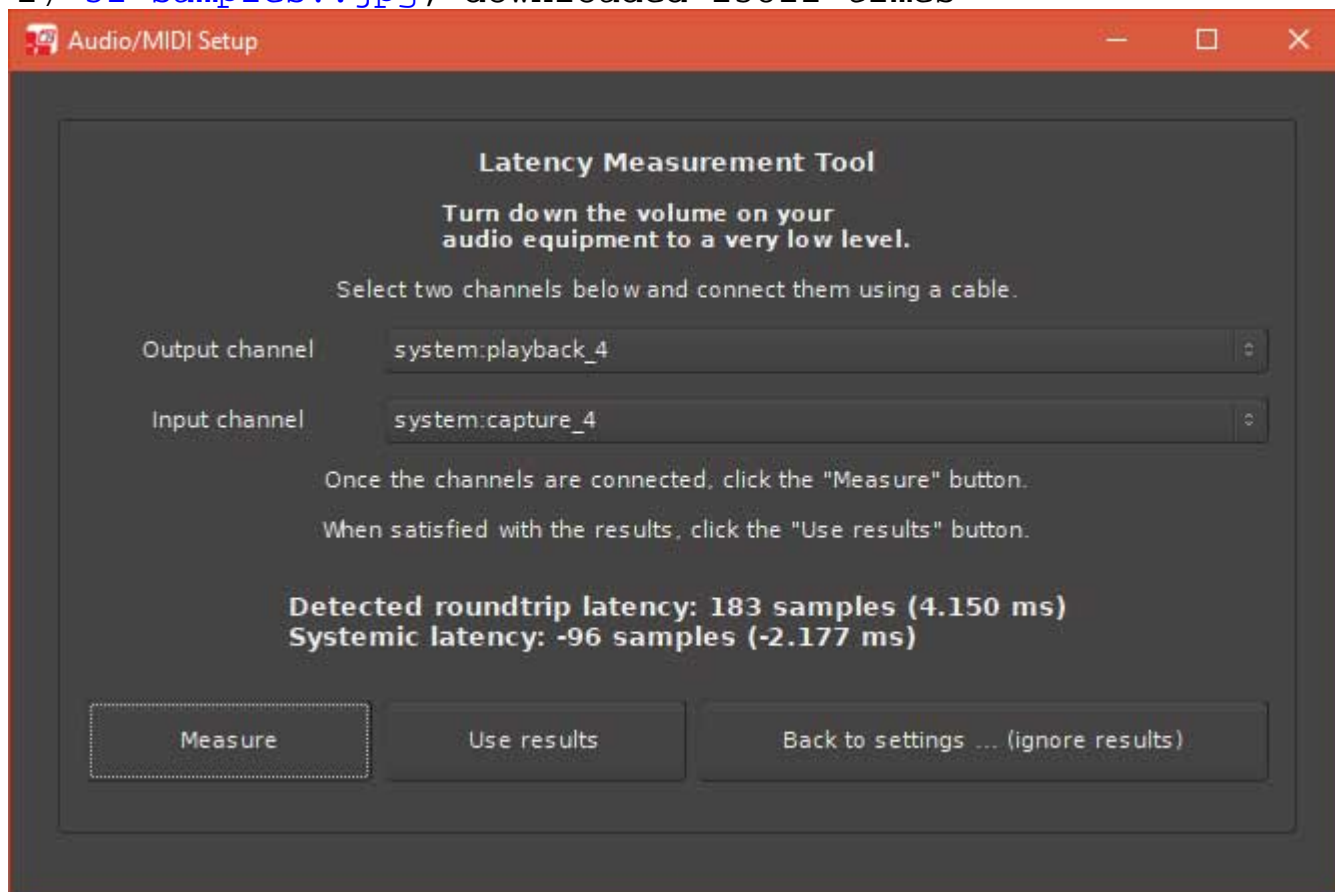 Audio/MIDI Setup
Latency Measurement Tool
Turn down the volume on your
audio equipment to a very low level.
Select two channels below and connect them using a cable.
Output channel system:playback_4
Input channel system:capture_4
Once the channels are connected, click the "Measure" button.
When satisfied with the results, click the "Use results" button.
Detected roundtrip latency: 183 samples (4.150 ms)
Systemic latency: -96 samples (-2.177 ms)
Measure Use results Back to settings ... (ignore results)